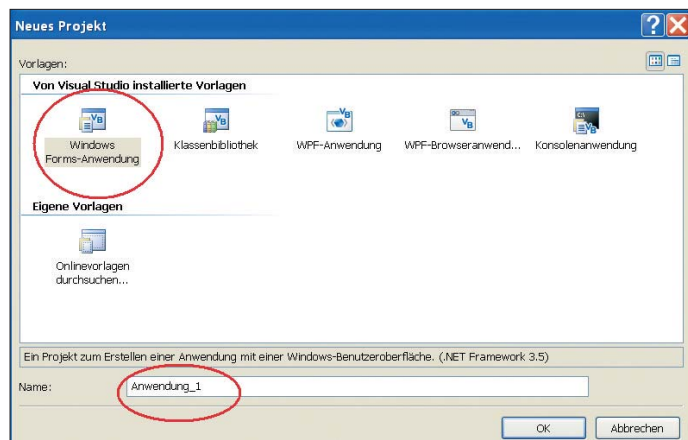 Neues Projekt
Vorlagen:
Von Visual Studio installierte Vorlagen
Windows
Forms-Anwendung
Klassenbibliothek
WPF-Anwendung
WPF-Browseranwend...
Konsolenanwendung
Eigene Vorlagen
Onlinevorlagen
durchsuchen...
Ein Projekt zum Erstellen einer Anwendung mit einer Windows-Benutzeroberfläche. (.NET Framework 3.5)
Name:
Anwendung_1
OK
Abbrechen